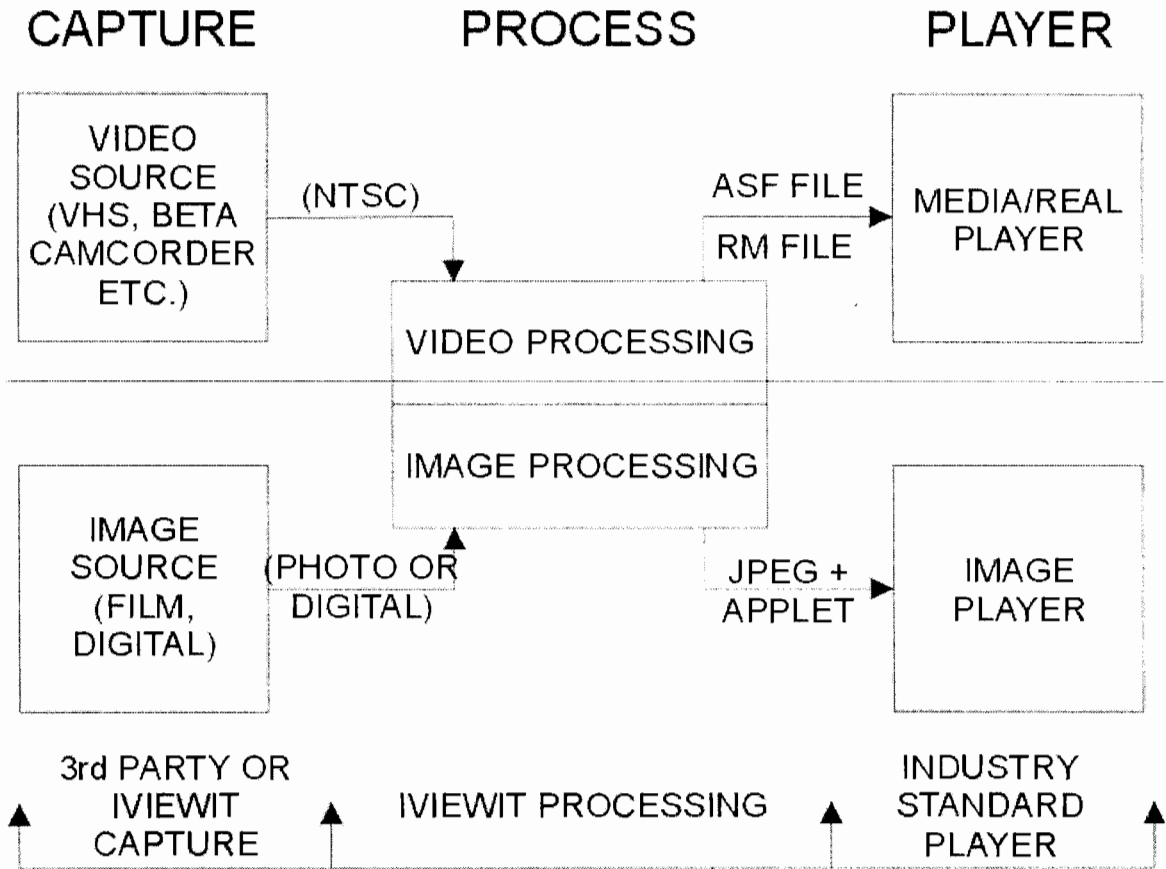 CAPTURE
PROCESS
PLAYER
VIDEO
SOURCE
(VHS, BETA
CAMCORDER
ETC.)
(NTSC)
ASF FILE
RM FILE
MEDIA/REAL
PLAYER
VIDEO PROCESSING
IMAGE PROCESSING
IMAGE
SOURCE
(FILM,
DIGITAL)
(PHOTO OR
DIGITAL)
JPEG +
APPLET
IMAGE
PLAYER
3rd PARTY OR
IVIEWIT
CAPTURE
IVIEWIT PROCESSING
INDUSTRY
STANDARD
PLAYER